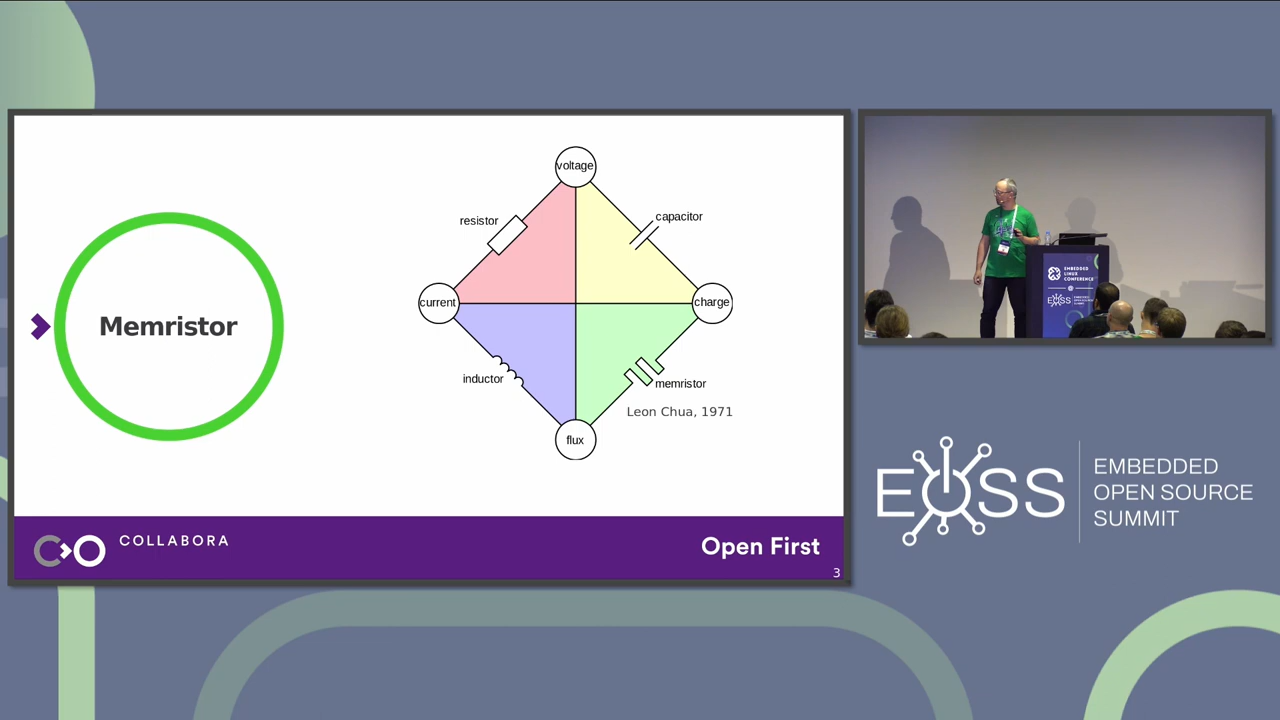 Memristor
voltage
resistor
capacitor
current
charge
inductor
memristor
Leon Chua, 1971
flux
COLLABORA
Open First
3
EMBEDDED
LINUX
CONFERENCE
EOSS
EOSS
EMBEDDED
OPEN SOURCE
SUMMIT